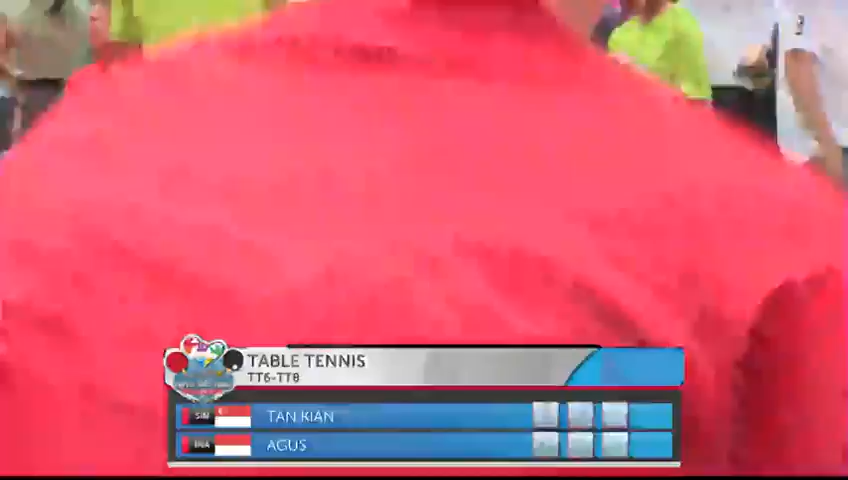 TABLE TENNIS
TT6-TT8
SIN TAN KIAN
INA AGUS